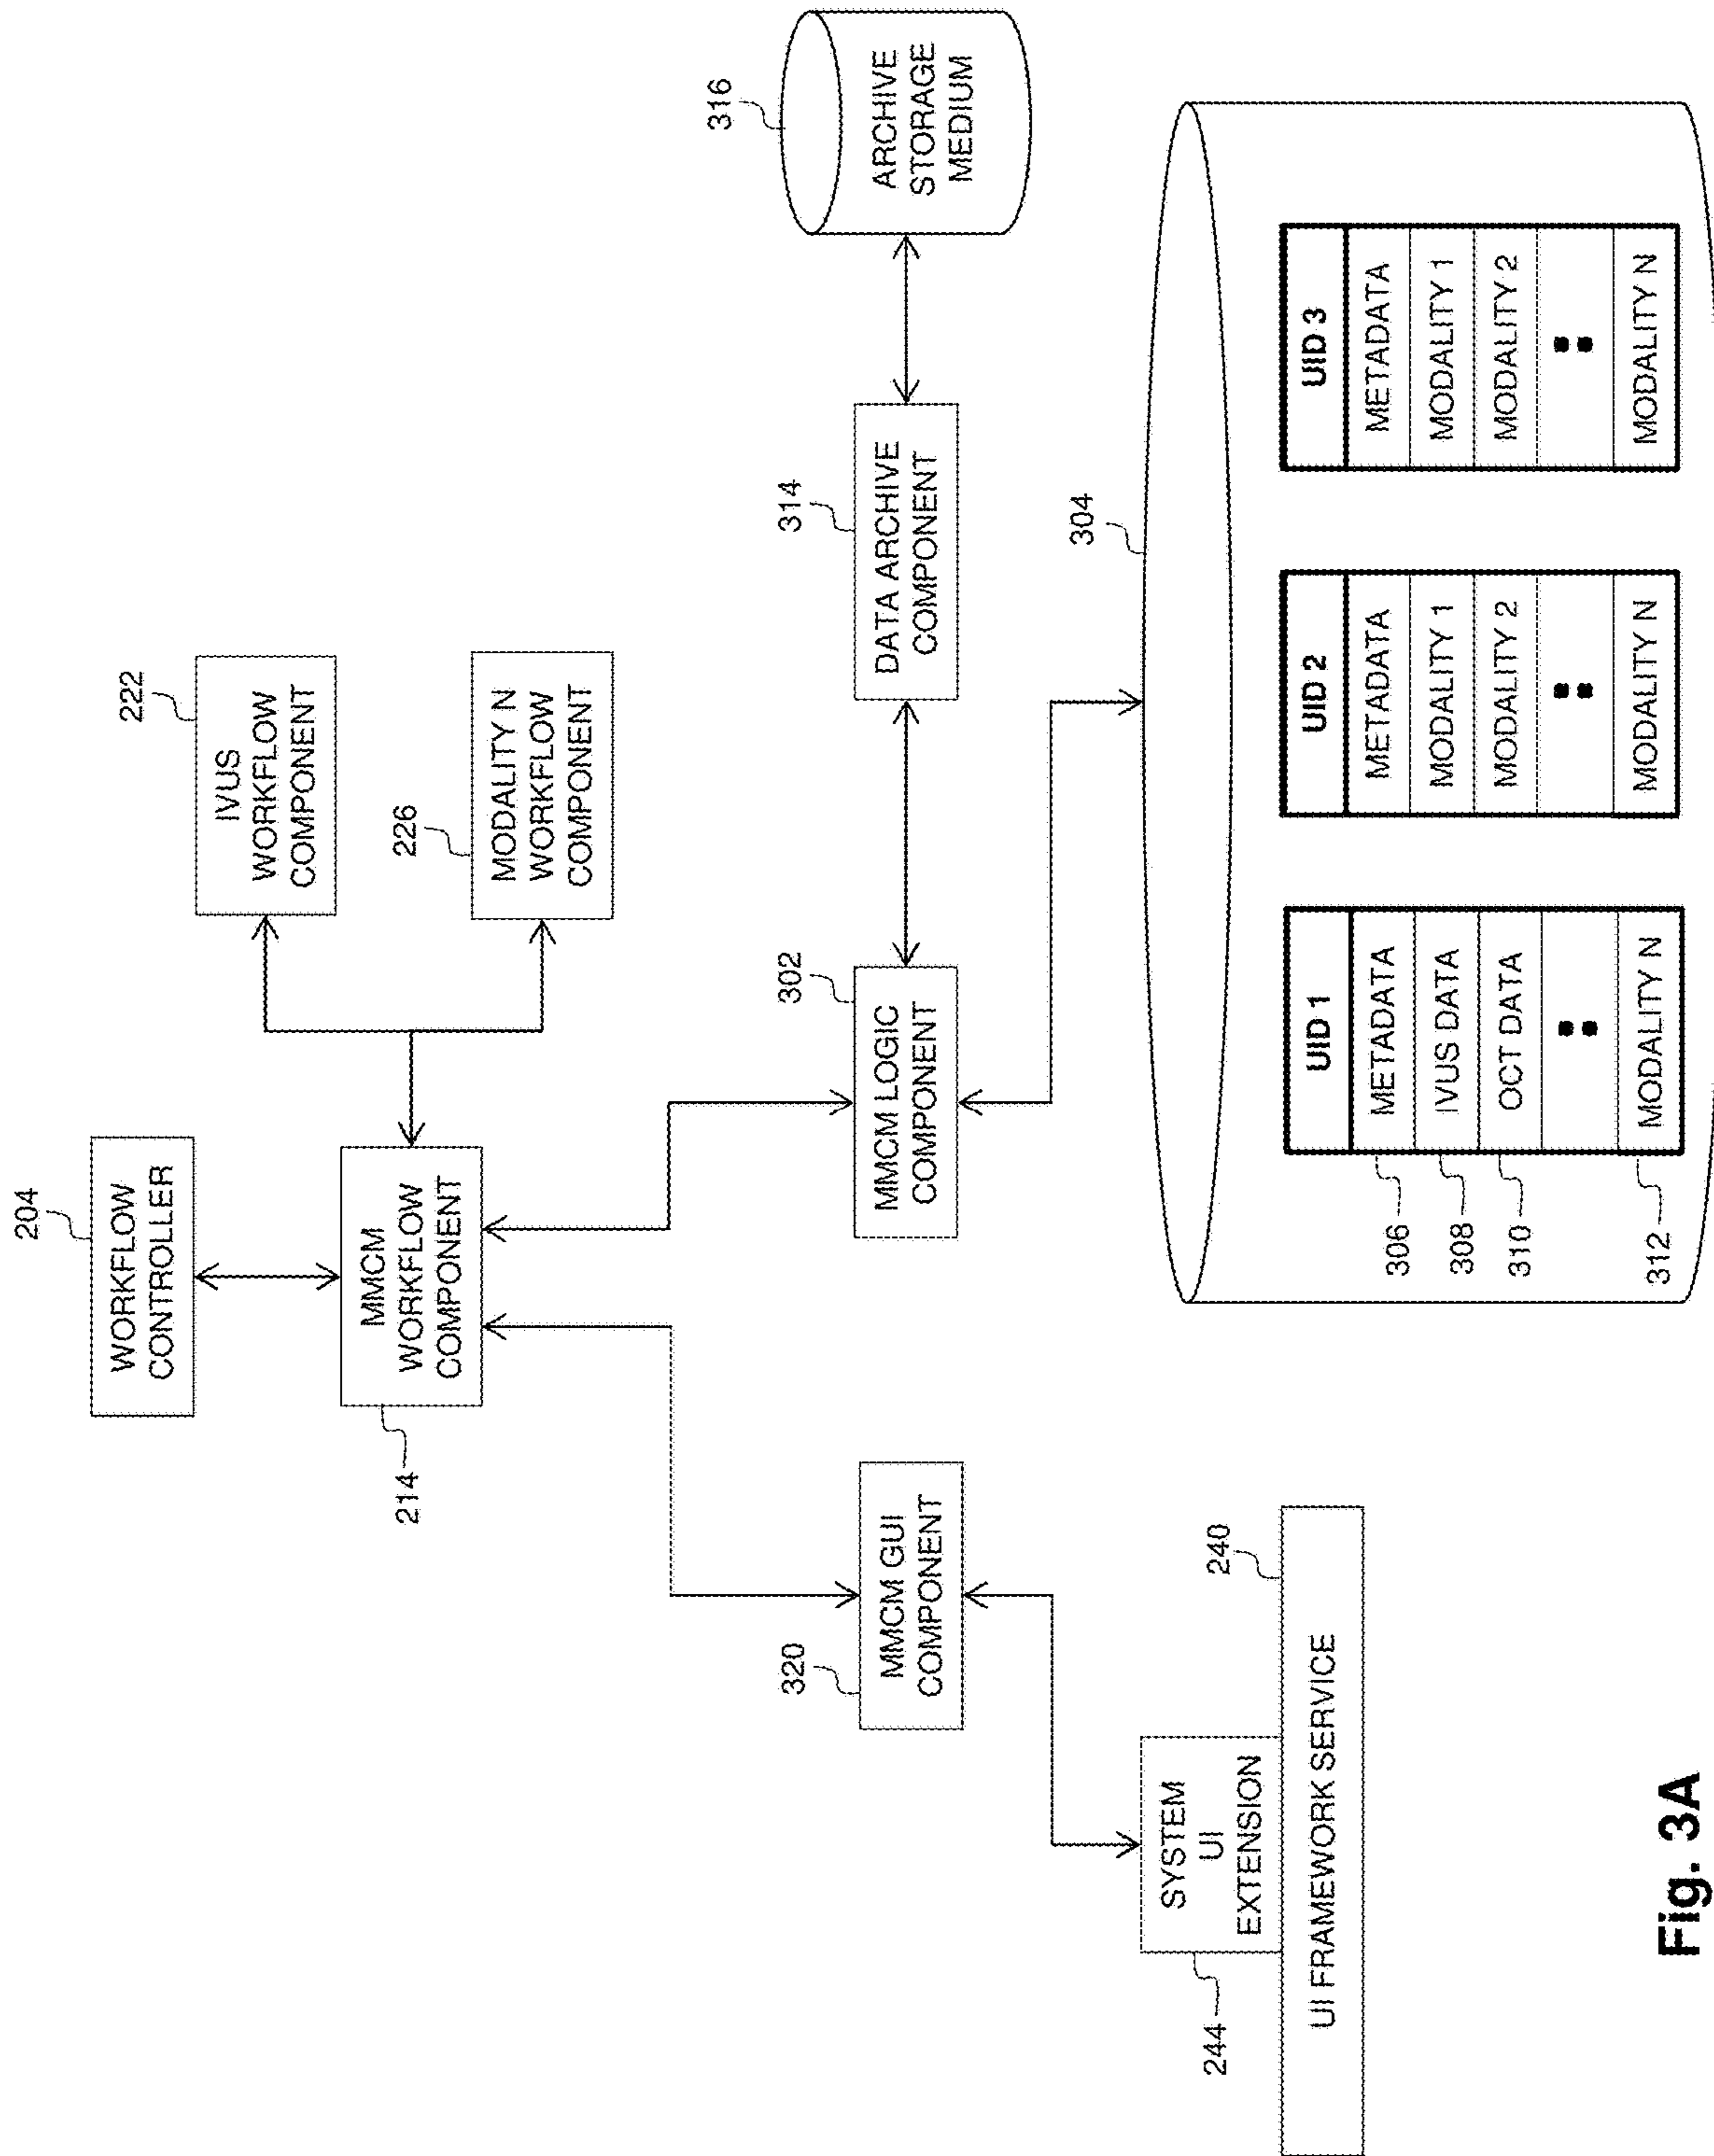 204
WORKFLOW
CONTROLLER
222
IVUS
WORKFLOW
COMPONENT
214
MMCM
WORKFLOW
COMPONENT
226
MODALITY N
WORKFLOW
COMPONENT
316
ARCHIVE
STORAGE
MEDIUM
320
MMCM GUI
COMPONENT
302
MMCM LOGIC
COMPONENT
314
DATA ARCHIVE
COMPONENT
304
244
SYSTEM
UI
EXTENSION
240
UI FRAMEWORK SERVICE
UID 1
306
METADATA
308
IVUS DATA
310
OCT DATA
312
MODALITY N
UID 2
METADATA
MODALITY 1
MODALITY 2
MODALITY N
UID 3
METADATA
MODALITY 1
MODALITY 2
MODALITY N
Fig. 3A